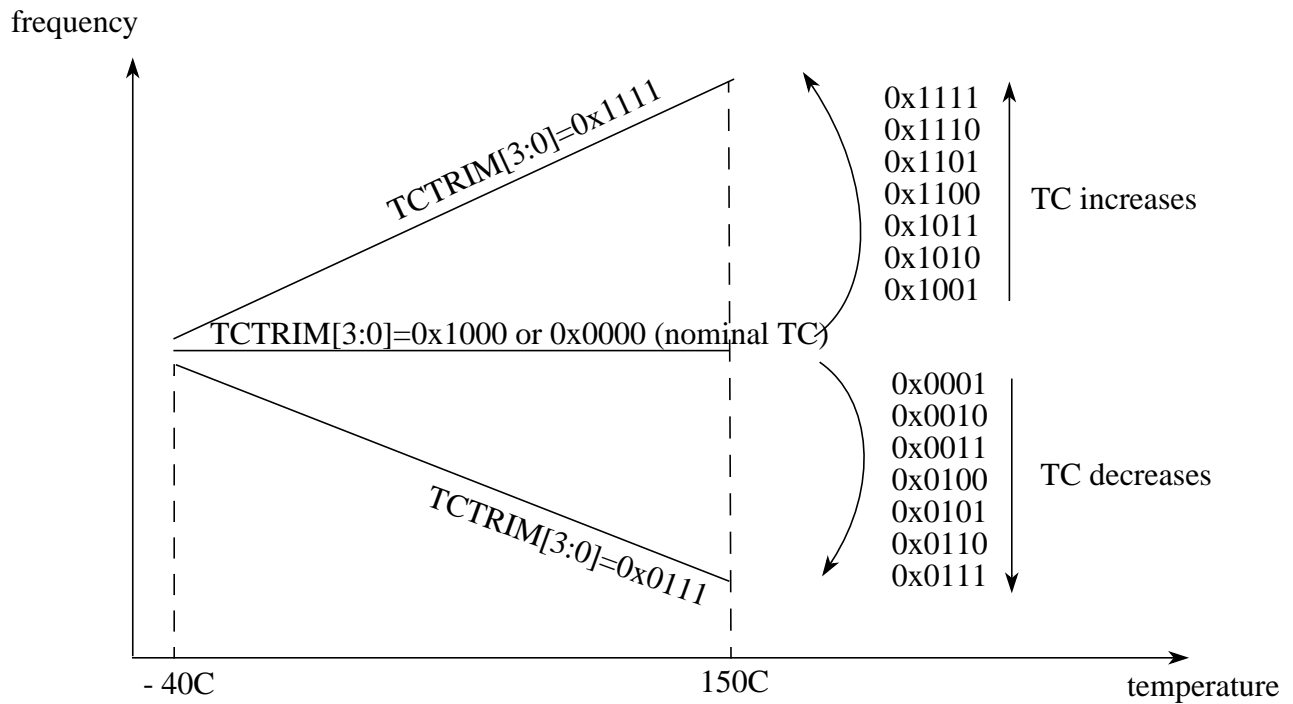 frequency
TCTRIM[3:0]=0x1111
0x1111
0x1110
0x1101
0x1100
0x1011
0x1010
0x1001
TC increases
TCTRIM[3:0]=0x1000 or 0x0000 (nominal TC)
0x0001
0x0010
0x0011
0x0100
0x0101
0x0110
0x0111
TC decreases
TCTRIM[3:0]=0x0111
- 40C
150C
temperature